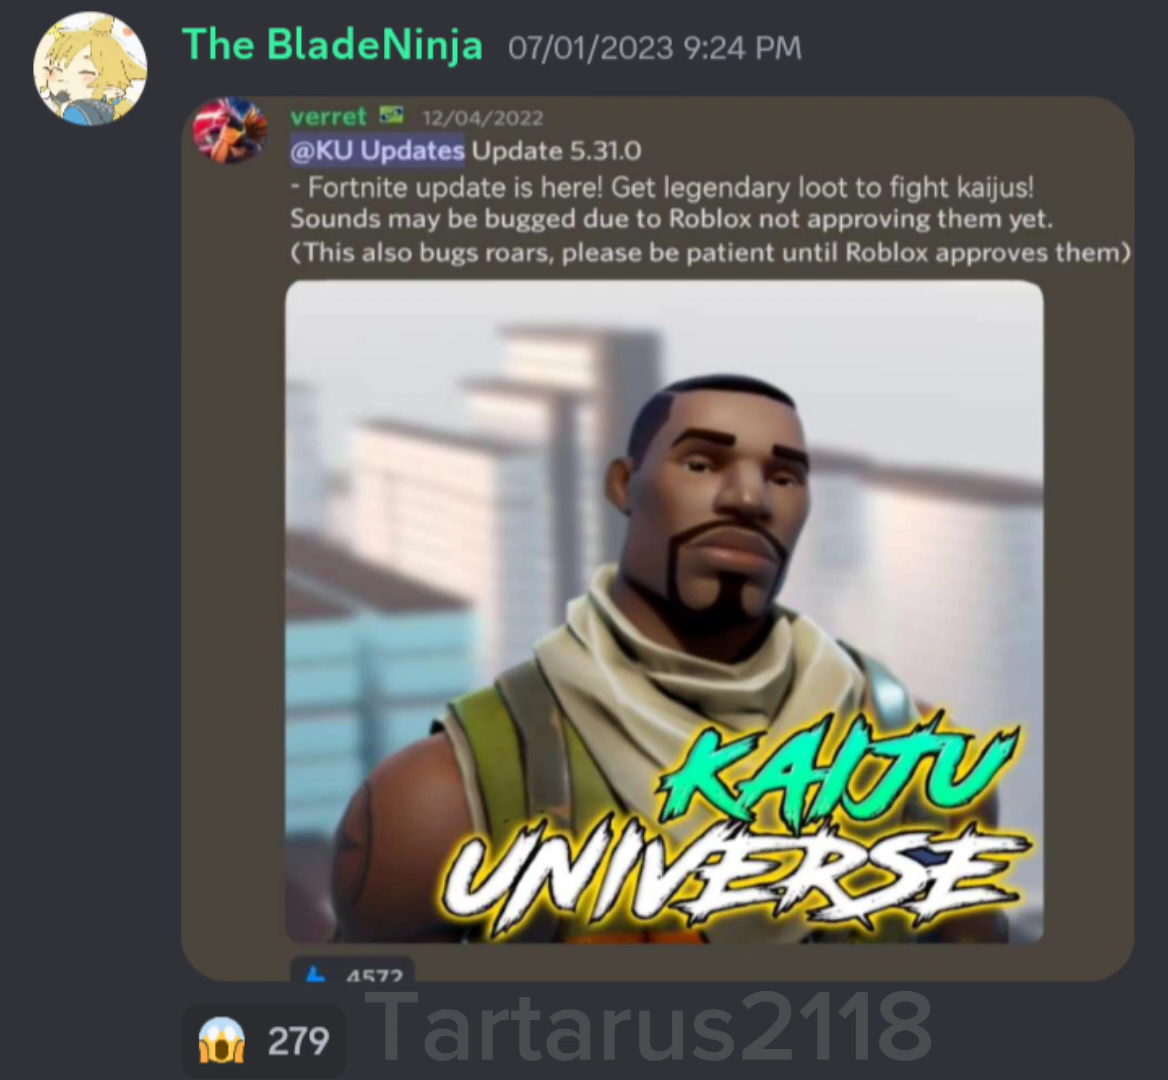 The BladeNinja 07/01/2023 9:24 PM
verret 12/04/2022
@KU Updates Update 5.31.0
- Fortnite update is here! Get legendary loot to fight kaijus!
Sounds may be bugged due to Roblox not approving them yet.
(This also bugs roars, please be patient until Roblox approves them)
KAIJU
UNIVERSE
4572
279
Tartarus2118